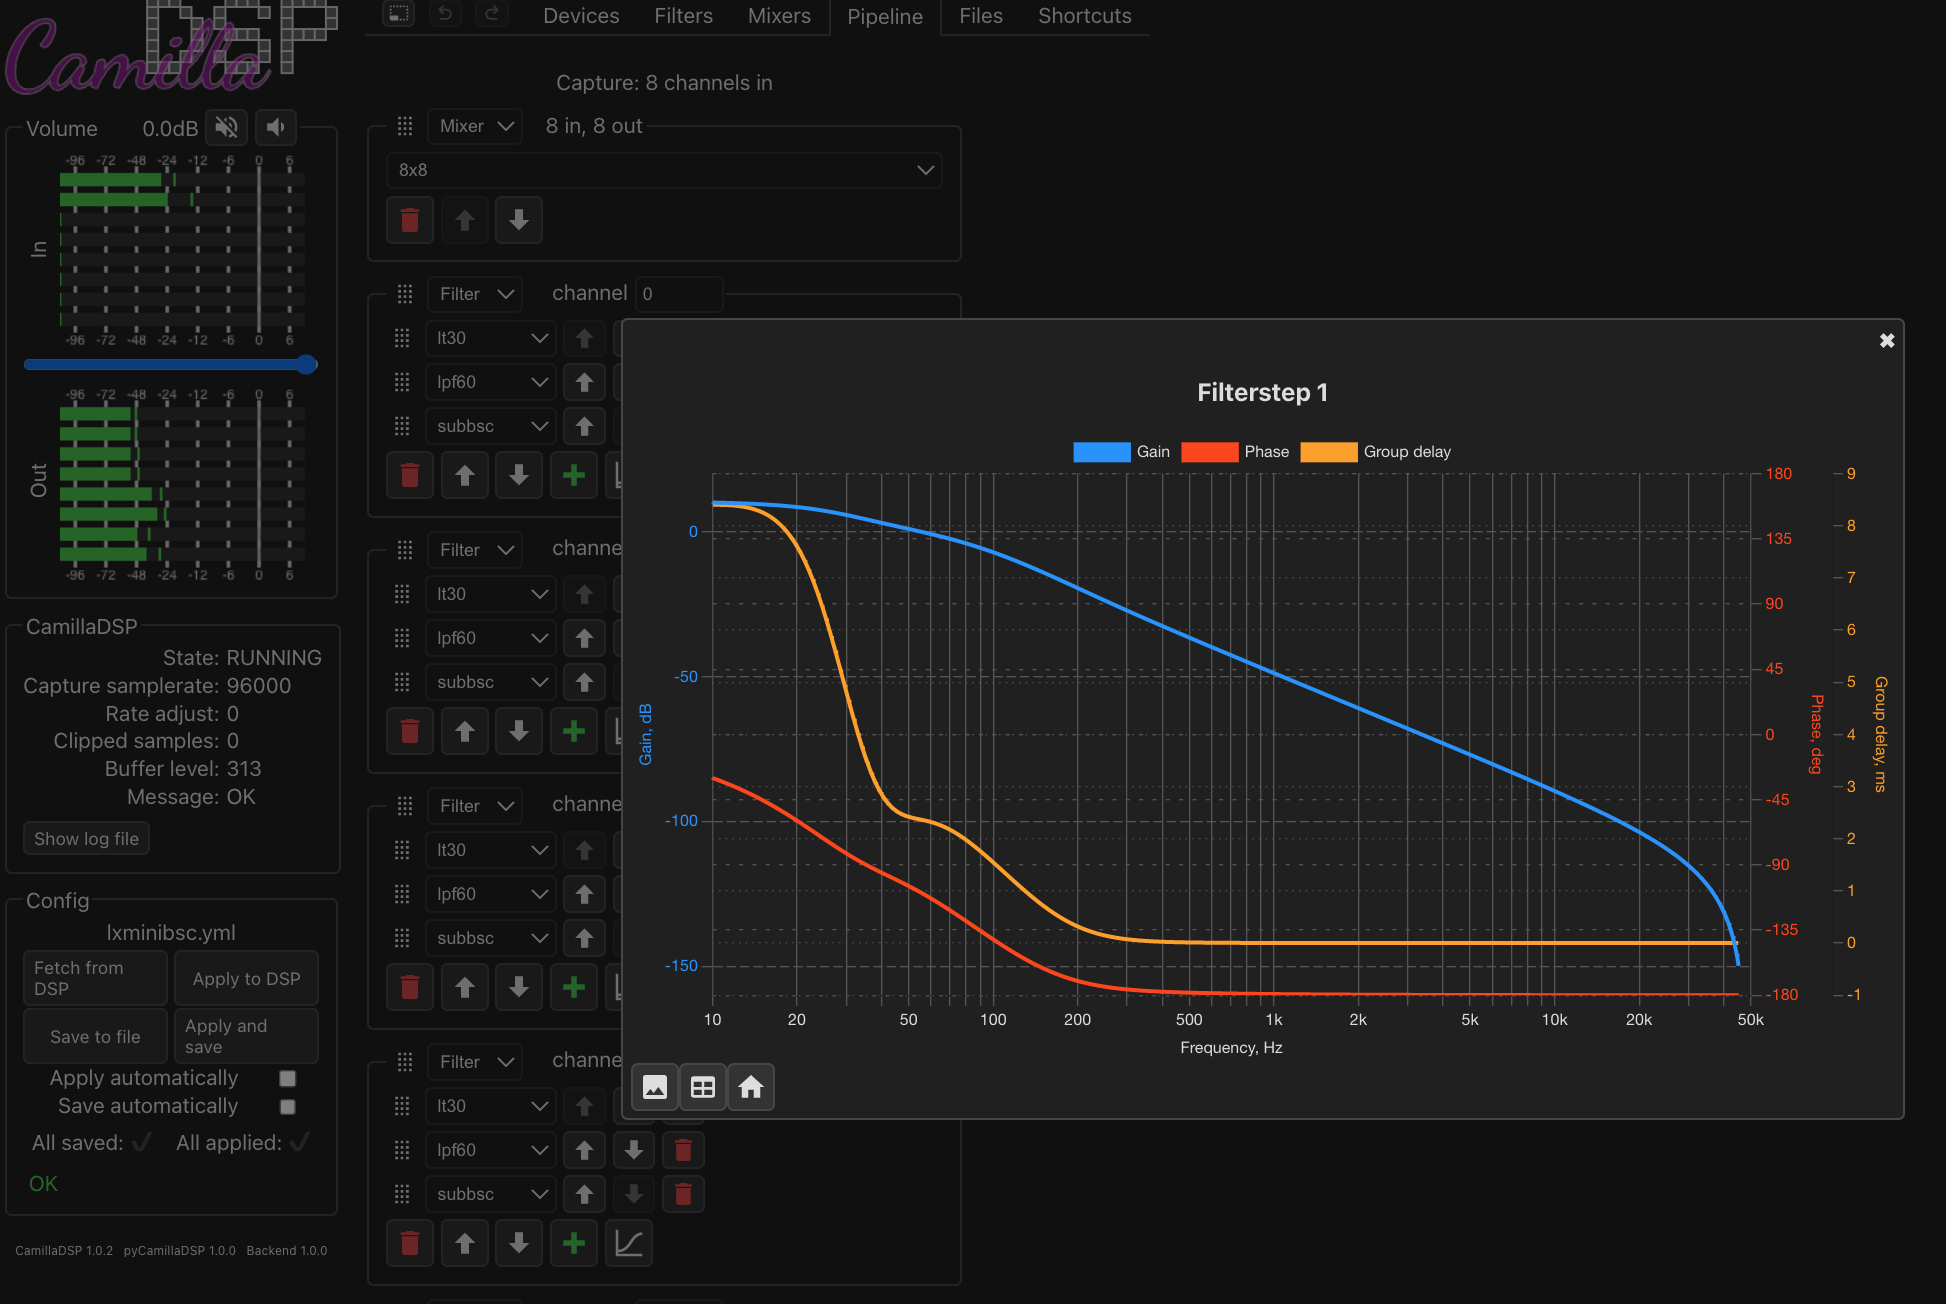 Camilla DSP
Devices Filters Mixers Pipeline Files Shortcuts
Capture: 8 channels in
Volume 0.0dB
-96 -72 -48 -24 -12 -6 0 6
In
-96 -72 -48 -24 -12 -6 0 6
-96 -72 -48 -24 -12 -6 0 6
Out
-96 -72 -48 -24 -12 -6 0 6
CamillaDSP
State: RUNNING
Capture samplerate: 96000
Rate adjust: 0
Clipped samples: 0
Buffer level: 313
Message: OK
Show log file
Config
lxminibsc.yml
Fetch from
DSP
Apply to DSP
Save to file
Apply and
save
Apply automatically
Save automatically
All saved: ✓ All applied: ✓
OK
CamillaDSP 1.0.2 pyCamillaDSP 1.0.0 Backend 1.0.0
Mixer 8 in, 8 out
8x8
Filter channel 0
lt30
lpf60
subbsc
Filter channe
lt30
lpf60
subbsc
Filter channe
lt30
lpf60
subbsc
Filter channe
lt30
lpf60
subbsc
Filterstep 1
Gain Phase Group delay
Gain, dB
0
-50
-100
-150
180
135
90
45
0
-45
-90
-135
-180
Phase, deg
9
8
7
6
5
4
3
2
1
0
-1
Group delay, ms
10 20 50 100 200 500 1k 2k 5k 10k 20k 50k
Frequency, Hz